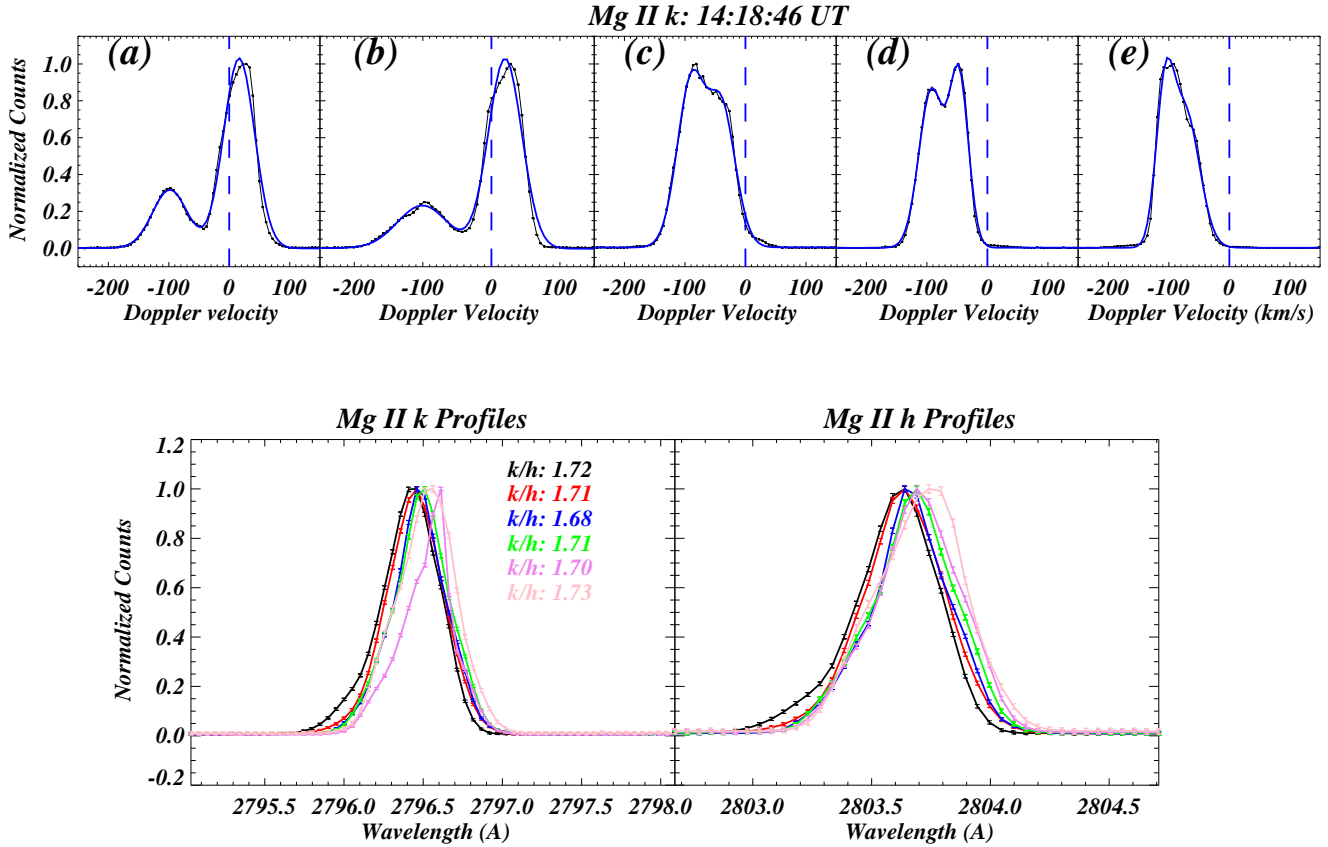 Mg II k: 14:18:46 UT
(a) (b) (c) (d) (e)
Normalized Counts
1.0
0.8
0.6
0.4
0.2
0.0
-200 -100 0 100 -200 -100 0 100 -200 -100 0 100 -200 -100 0 100 -200 -100 0 100
Doppler velocity Doppler Velocity Doppler Velocity Doppler Velocity Doppler Velocity (km/s)
Mg II k Profiles Mg II h Profiles
Normalized Counts
1.2
1.0
0.8
0.6
0.4
0.2
0.0
-0.2
k/h: 1.72
k/h: 1.71
k/h: 1.68
k/h: 1.71
k/h: 1.70
k/h: 1.73
2795.5 2796.0 2796.5 2797.0 2797.5 2798.0 2803.0 2803.5 2804.0 2804.5
Wavelength (A) Wavelength (A)